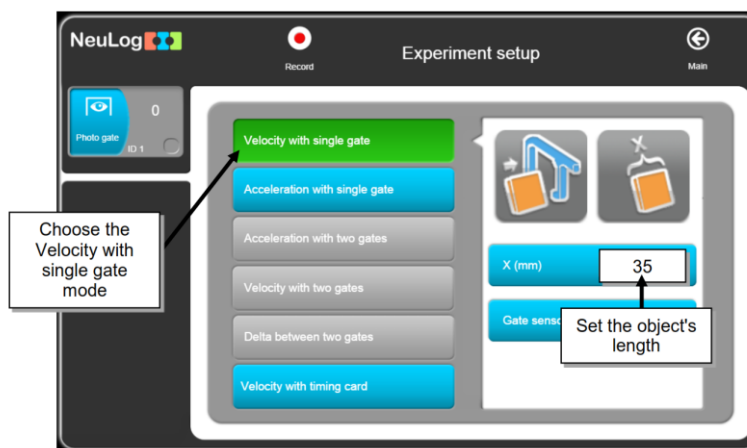 NeuLog
Record
Experiment setup
Main
Photo gate
0
ID 1
Velocity with single gate
Acceleration with single gate
Acceleration with two gates
Velocity with two gates
Delta between two gates
Velocity with timing card
X
X (mm)
35
Gate senso
Choose the
Velocity with
single gate
mode
Set the object's
length